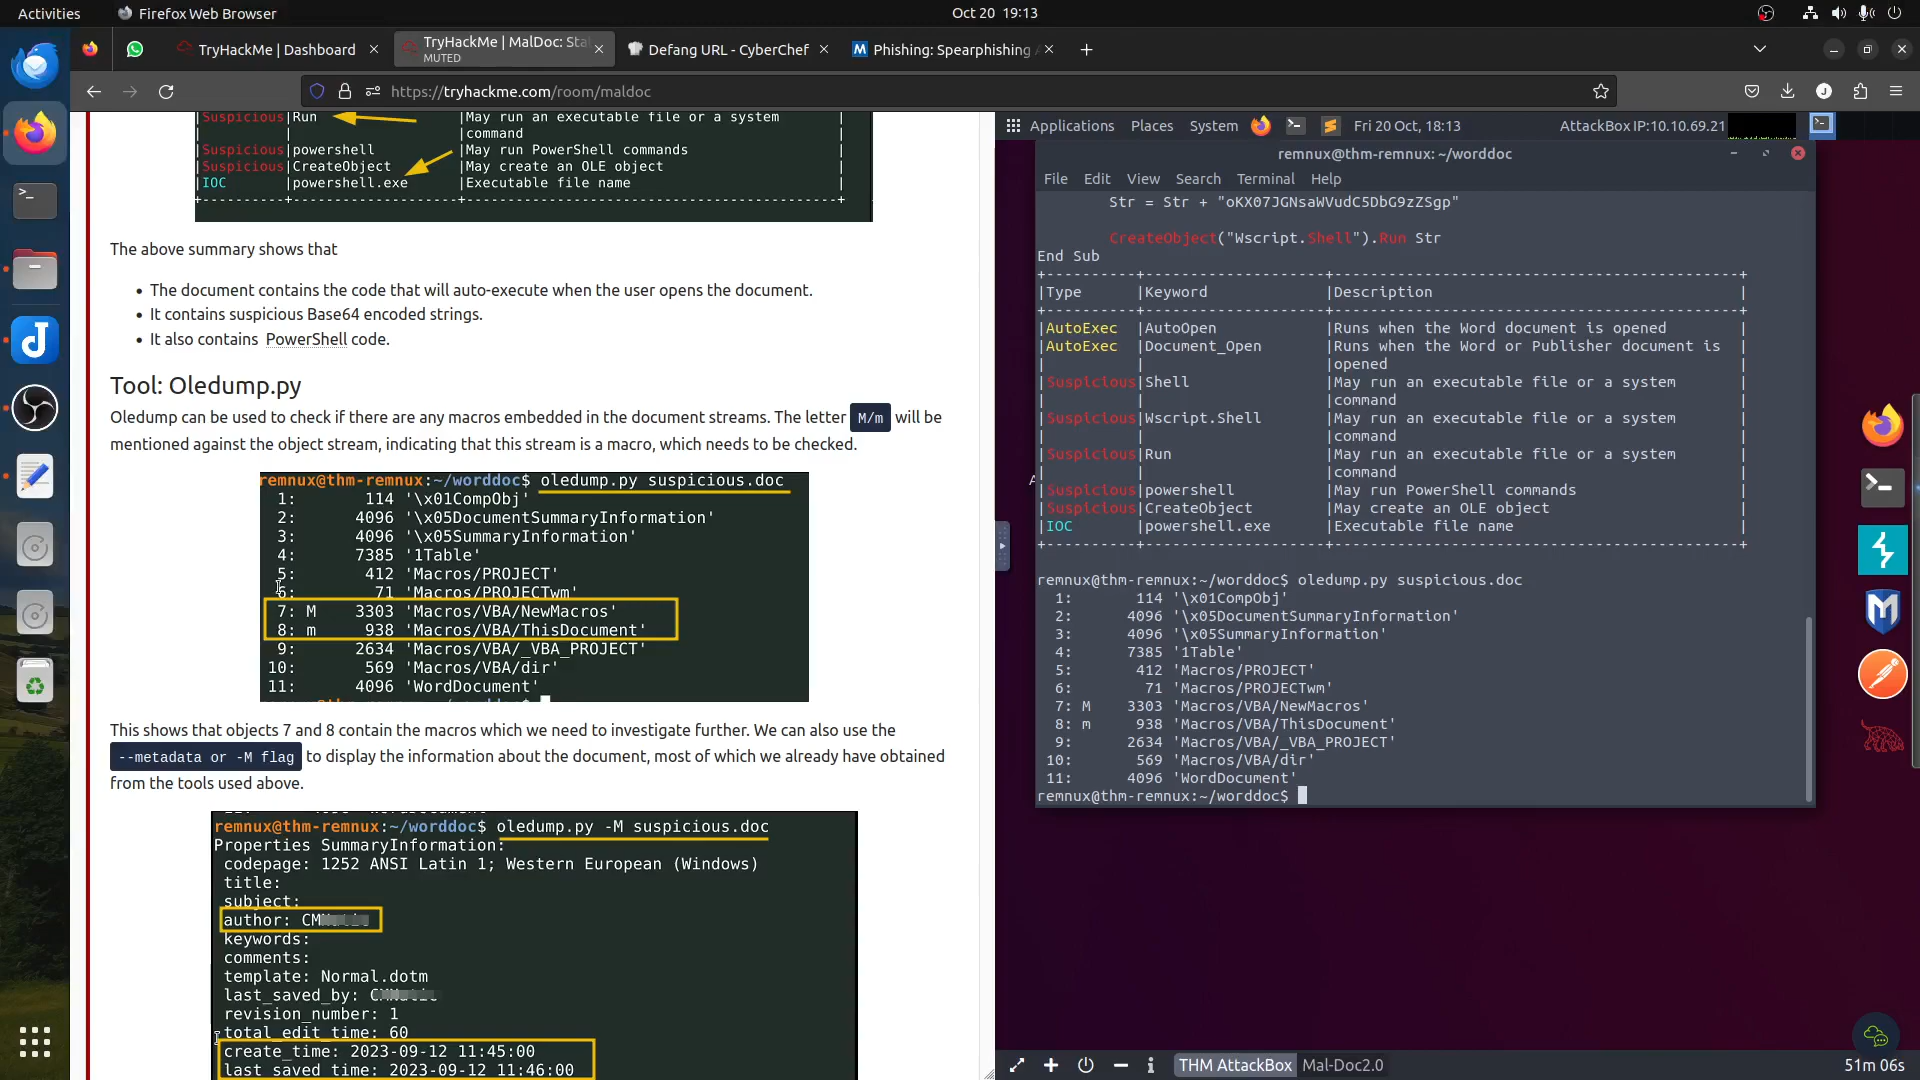 Activities
Firefox Web Browser
Oct 20 19:13
TryHackMe | Dashboard
TryHackMe | MalDoc: Sta
MUTED
Defang URL - CyberChef
Phishing: Spearphishing
https://tryhackme.com/room/maldoc
|Suspicious|Run |May run an executable file or a system |
| | |command |
|Suspicious|powershell |May run PowerShell commands |
|Suspicious|CreateObject |May create an OLE object |
|IOC |powershell.exe |Executable file name |
+----------+--------------------+---------------------------------------------+
The above summary shows that
• The document contains the code that will auto-execute when the user opens the document.
• It contains suspicious Base64 encoded strings.
• It also contains PowerShell code.
Tool: Oledump.py
Oledump can be used to check if there are any macros embedded in the document streams. The letter M/m will be
mentioned against the object stream, indicating that this stream is a macro, which needs to be checked.
remnux@thm-remnux:~/worddoc$ oledump.py suspicious.doc
1: 114 '\x01CompObj'
2: 4096 '\x05DocumentSummaryInformation'
3: 4096 '\x05SummaryInformation'
4: 7385 '1Table'
5: 412 'Macros/PROJECT'
6: 71 'Macros/PROJECTwm'
7: M 3303 'Macros/VBA/NewMacros'
8: m 938 'Macros/VBA/ThisDocument'
9: 2634 'Macros/VBA/_VBA_PROJECT'
10: 569 'Macros/VBA/dir'
11: 4096 'WordDocument'
This shows that objects 7 and 8 contain the macros which we need to investigate further. We can also use the
--metadata or -M flag to display the information about the document, most of which we already have obtained
from the tools used above.
remnux@thm-remnux:~/worddoc$ oledump.py -M suspicious.doc
Properties SummaryInformation:
codepage: 1252 ANSI Latin 1; Western European (Windows)
title:
subject:
author:
keywords:
comments:
template: Normal.dotm
last_saved_by:
revision_number: 1
total_edit_time: 60
create_time: 2023-09-12 11:45:00
last_saved_time: 2023-09-12 11:46:00
Applications Places System Fri 20 Oct, 18:13 AttackBox IP:10.10.69.21
remnux@thm-remnux: ~/worddoc
File Edit View Search Terminal Help
Str = Str + "oKX07JGNsaWVudC5DbG9zZSgp"
CreateObject("Wscript.Shell").Run Str
End Sub
+----------+--------------------+---------------------------------------------+
|Type |Keyword |Description |
+----------+--------------------+---------------------------------------------+
|AutoExec |AutoOpen |Runs when the Word document is opened |
|AutoExec |Document_Open |Runs when the Word or Publisher document is |
| | |opened |
|Suspicious|Shell |May run an executable file or a system |
| | |command |
|Suspicious|Wscript.Shell |May run an executable file or a system |
| | |command |
|Suspicious|Run |May run an executable file or a system |
| | |command |
|Suspicious|powershell |May run PowerShell commands |
|Suspicious|CreateObject |May create an OLE object |
|IOC |powershell.exe |Executable file name |
+----------+--------------------+---------------------------------------------+
remnux@thm-remnux:~/worddoc$ oledump.py suspicious.doc
1: 114 '\x01CompObj'
2: 4096 '\x05DocumentSummaryInformation'
3: 4096 '\x05SummaryInformation'
4: 7385 '1Table'
5: 412 'Macros/PROJECT'
6: 71 'Macros/PROJECTwm'
7: M 3303 'Macros/VBA/NewMacros'
8: m 938 'Macros/VBA/ThisDocument'
9: 2634 'Macros/VBA/_VBA_PROJECT'
10: 569 'Macros/VBA/dir'
11: 4096 'WordDocument'
remnux@thm-remnux:~/worddoc$
THM AttackBox Mal-Doc2.0 51m 06s